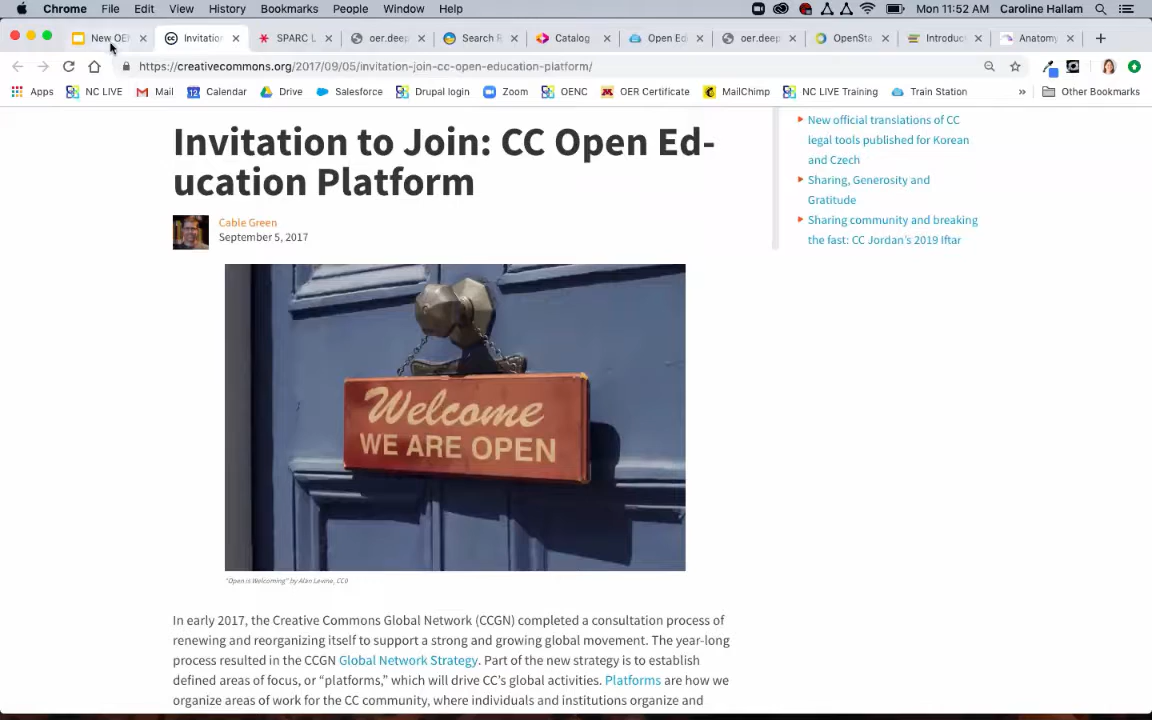 Chrome File Edit View History Bookmarks People Window Help Mon 11:52 AM Caroline Hallam
New OE Invitation SPARC L oer.deep Search R Catalog Open Ed oer.deep OpenSta Introduc Anatomy
https://creativecommons.org/2017/09/05/invitation-join-cc-open-education-platform/
Apps NC LIVE Mail Calendar Drive Salesforce Drupal login Zoom OENC OER Certificate MailChimp NC LIVE Training Train Station » Other Bookmarks
Invitation to Join: CC Open Ed-
ucation Platform
Cable Green
September 5, 2017
Welcome
WE ARE OPEN
"Open is Welcoming" by Alan Levine, CC0
In early 2017, the Creative Commons Global Network (CCGN) completed a consultation process of
renewing and reorganizing itself to support a strong and growing global movement. The year-long
process resulted in the CCGN Global Network Strategy. Part of the new strategy is to establish
defined areas of focus, or “platforms,” which will drive CC’s global activities. Platforms are how we
organize areas of work for the CC community, where individuals and institutions organize and
New official translations of CC
legal tools published for Korean
and Czech
Sharing, Generosity and
Gratitude
Sharing community and breaking
the fast: CC Jordan’s 2019 Iftar